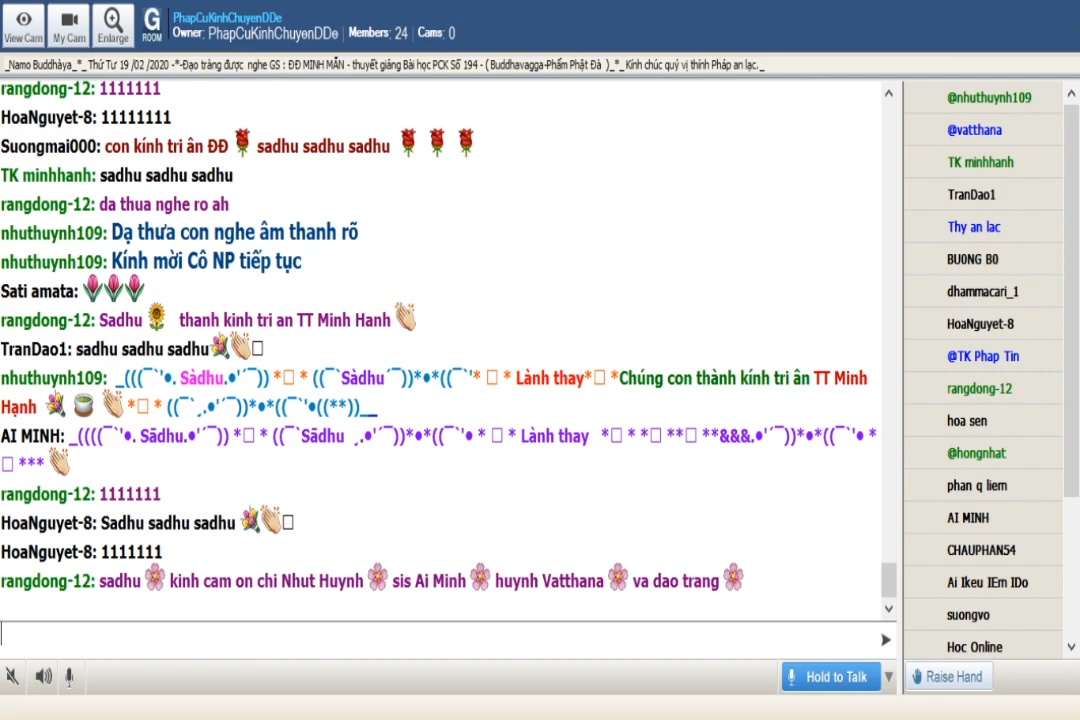 View Cam
My Cam
Enlarge
G
ROOM
PhapCuKinhChuyenDDe
Owner: PhapCuKinhChuyenDDe | Members: 24 | Cams: 0
_Namo Buddhàya_*_ Thứ Tư 19 /02 /2020 -*-Đạo tràng được nghe GS : ĐĐ MINH MẪN - thuyết giảng Bài học PCK Số 194 - ( Buddhavagga-Phẩm Phật Đà )_*_ Kính chúc quý vị thính Pháp an lạc._
rangdong-12: 1111111
HoaNguyet-8: 11111111
Suongmai000: con kính tri ân ĐĐ 🌹 sadhu sadhu sadhu 🌹 🌹 🌹
TK minhhanh: sadhu sadhu sadhu
rangdong-12: da thua nghe ro ah
nhuthuynh109: Dạ thưa con nghe âm thanh rõ
nhuthuynh109: Kính mời Cô NP tiếp tục
Sati amata: 🌷🌷🌷
rangdong-12: Sadhu 🌻 thanh kinh tri an TT Minh Hanh 👏
TranDao1: sadhu sadhu sadhu💐👏□
nhuthuynh109: _(((¯`'•. Sàdhu.•'´¯)) *□ * ((¯`Sàdhu´¯))*•*((¯`'* □ * Lành thay*□ *Chúng con thành kính tri ân TT Minh
Hạnh 💐 🍵 👏 *□ * ((¯`¸.•'´¯))*•*((¯`'•((**))__
AI MINH: _((((¯`'•. Sādhu.•'´¯)) *□ * ((¯`Sādhu ¸.•'´¯))*•*((¯`'• * □ * Lành thay *□ * *□ **□ **&&&.•'´¯))*•*((¯`'• *
□ *** 👏
rangdong-12: 1111111
HoaNguyet-8: Sadhu sadhu sadhu 💐👏□
HoaNguyet-8: 1111111
rangdong-12: sadhu 🌸 kinh cam on chi Nhut Huynh 🌸 sis Ai Minh 🌸 huynh Vatthana 🌸 va dao trang 🌸
Hold to Talk
@nhuthuynh109
@vatthana
TK minhhanh
TranDao1
Thy an lac
BUONG BO
dhammacari_1
HoaNguyet-8
@TK Phap Tin
rangdong-12
hoa sen
@hongnhat
phan q liem
AI MINH
CHAUPHAN54
Ai Ikeu IEm IDo
suongvo
Hoc Online
Raise Hand